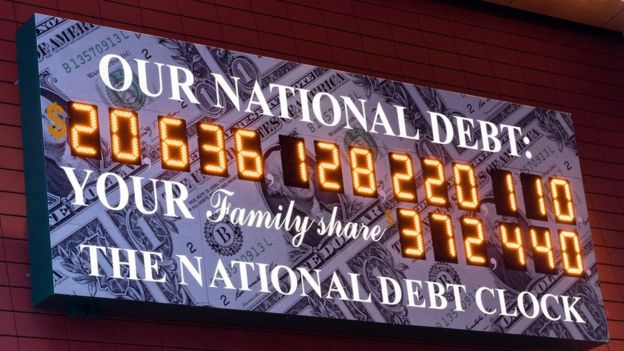 OUR NATIONAL DEBT:
$20,636,128,220,110
YOUR Family share $372,440
THE NATIONAL DEBT CLOCK